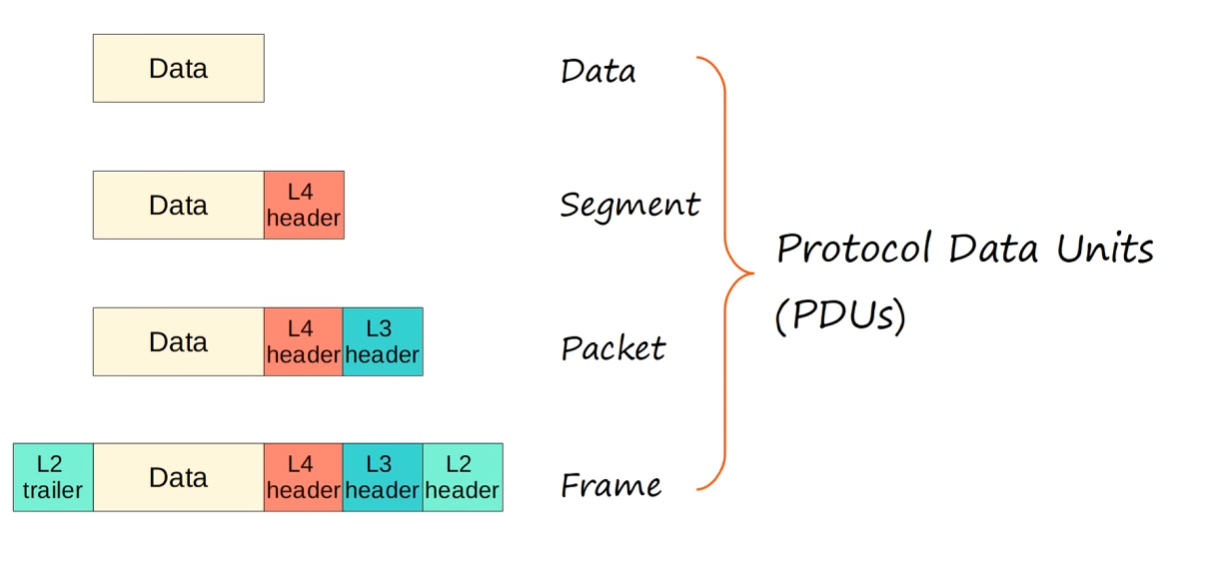 Data
Data
Data
L4
header
Segment
Protocol Data Units
(PDUs)
Data
L4
header
L3
header
Packet
L2
trailer
Data
L4
header
L3
header
L2
header
Frame